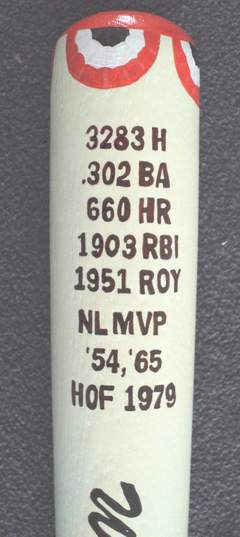 3283 H
.302 BA
660 HR
1903 RBI
1951 ROY
NL MVP
'54, '65
HOF 1979